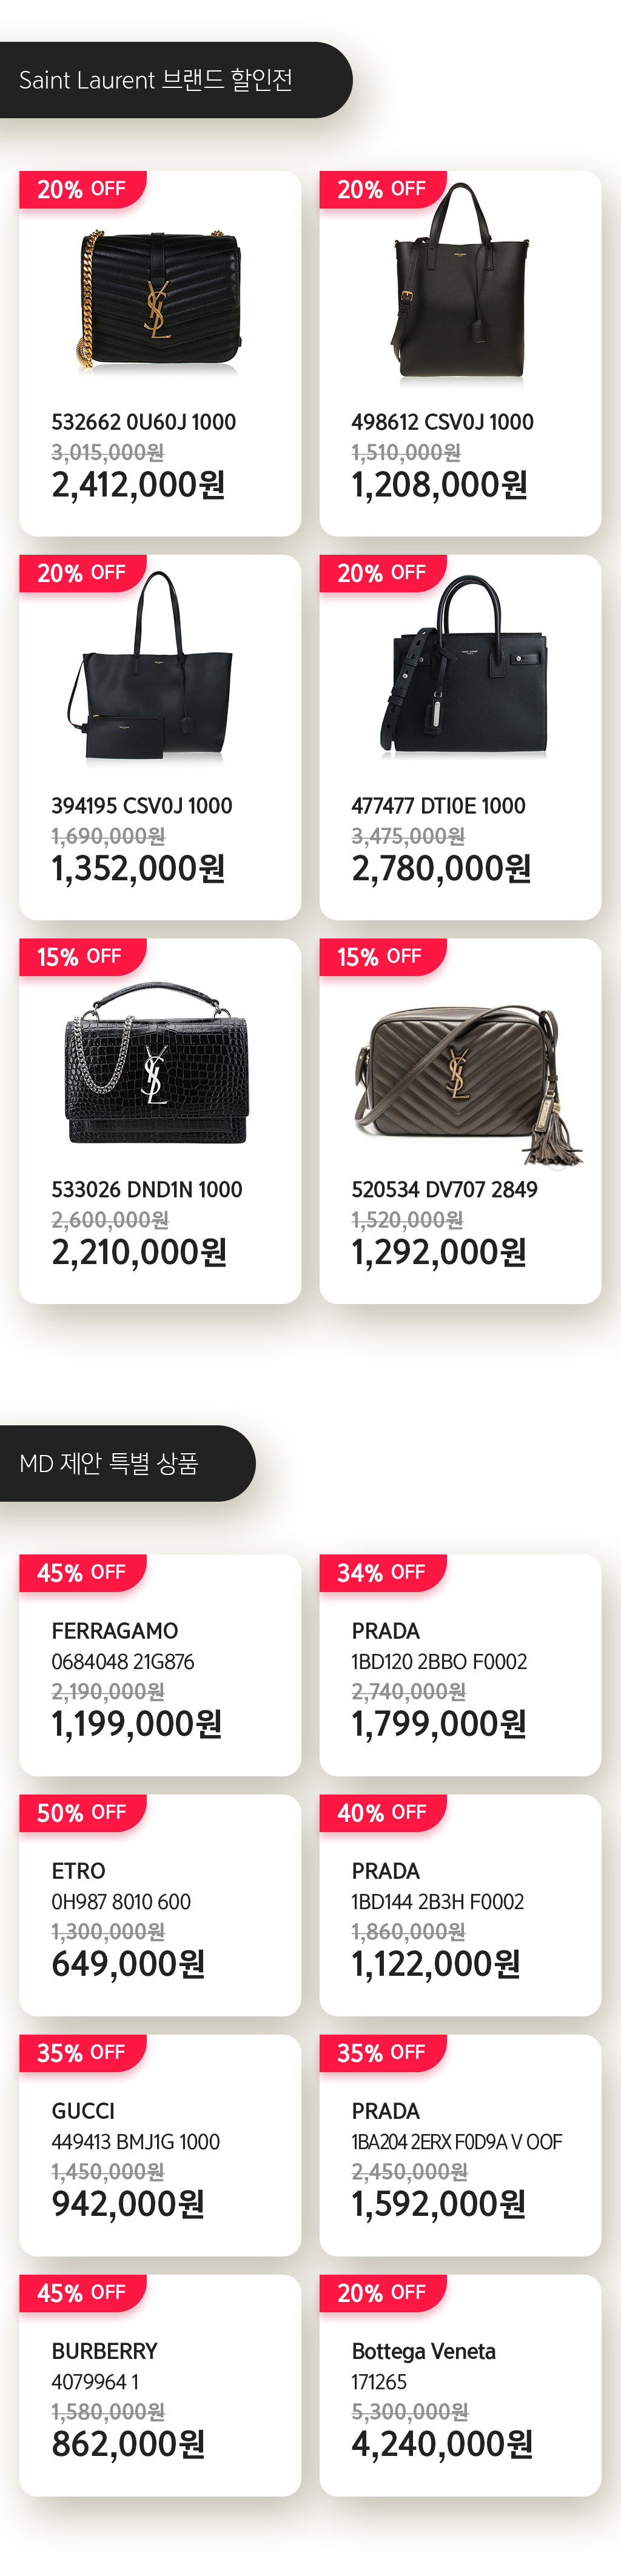 Saint Laurent 브랜드 할인전
20% OFF
532662 0U60J 1000
3,015,000원
2,412,000원
20% OFF
498612 CSV0J 1000
1,510,000원
1,208,000원
20% OFF
394195 CSV0J 1000
1,690,000원
1,352,000원
20% OFF
477477 DTI0E 1000
3,475,000원
2,780,000원
15% OFF
533026 DND1N 1000
2,600,000원
2,210,000원
15% OFF
520534 DV707 2849
1,520,000원
1,292,000원
MD 제안 특별 상품
45% OFF
FERRAGAMO
0684048 21G876
2,190,000원
1,199,000원
34% OFF
PRADA
1BD120 2BBO F0002
2,740,000원
1,799,000원
50% OFF
ETRO
0H987 8010 600
1,300,000원
649,000원
40% OFF
PRADA
1BD144 2B3H F0002
1,860,000원
1,122,000원
35% OFF
GUCCI
449413 BMJ1G 1000
1,450,000원
942,000원
35% OFF
PRADA
1BA204 2ERX F0D9A V OOF
2,450,000원
1,592,000원
45% OFF
BURBERRY
4079964 1
1,580,000원
862,000원
20% OFF
Bottega Veneta
171265
5,300,000원
4,240,000원